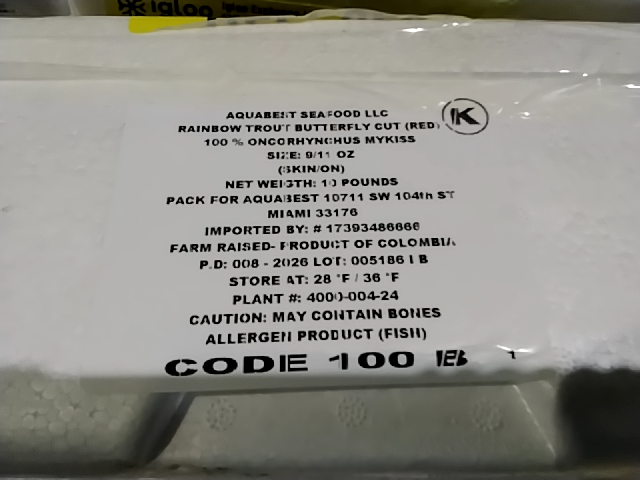 igloo
AQUABEST SEAFOOD LLC
K
RAINBOW TROUT BUTTERFLY CUT (RED)
100 % ONCORHYNCHUS MYKISS
SIZE: 9/11 OZ
(SKIN/ON)
NET WEIGTH: 10 POUNDS
PACK FOR AQUABEST 10711 SW 104th ST
MIAMI 33176
IMPORTED BY: # 17393486666
FARM RAISED- PRODUCT OF COLOMBIA
P.D: 008 - 2026 LOT: 005186 I B
STORE AT: 28 °F / 36 °F
PLANT #: 4000-004-24
CAUTION: MAY CONTAIN BONES
ALLERGEN PRODUCT (FISH)
CODE 100 IEB